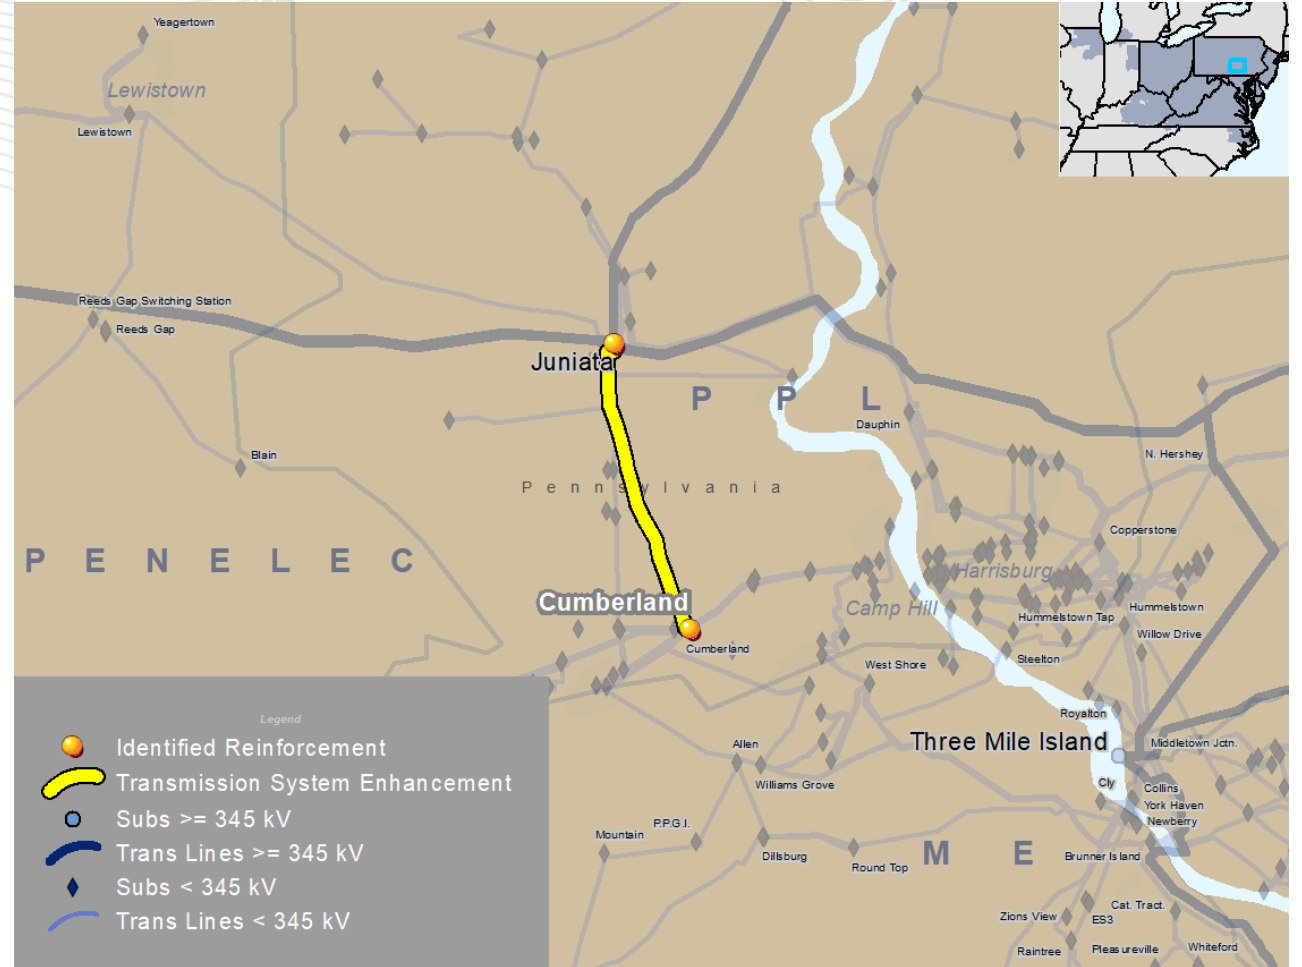 Yeagertown
Lewistown
Lewistown
Reeds Gap Switching Station
Reeds Gap
Juniata
P P L
Dauphin
Blain
N. Hershey
Pennsylvania
Copperstone
P E N E L E C
Harrisburg
Cumberland
Camp Hill
Hummelstown
Hummelstown Tap
Willow Drive
Cumberland
West Shore
Steelton
Royalton
Three Mile Island
Middletown Jctn.
Allen
Williams Grove
Cly
Collins
York Haven
Newberry
P.P.G.I.
Mountain
Dillsburg
Round Top
M E
Brunner Island
Cat. Tract.
Zions View
ES3
Raintree
Pleasureville
Whiteford
Legend
Identified Reinforcement
Transmission System Enhancement
Subs >= 345 kV
Trans Lines >= 345 kV
Subs < 345 kV
Trans Lines < 345 kV